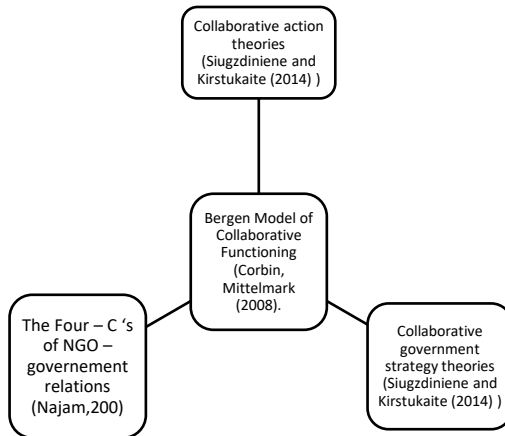 Collaborative action
theories
(Siugzdiniene and
Kirstukaite (2014) )
Bergen Model of
Collaborative
Functioning
(Corbin,
Mittelmark
(2008).
The Four – C ‘s
of NGO –
governement
relations
(Najam,200)
Collaborative
government
strategy theories
(Siugzdiniene and
Kirstukaite (2014) )